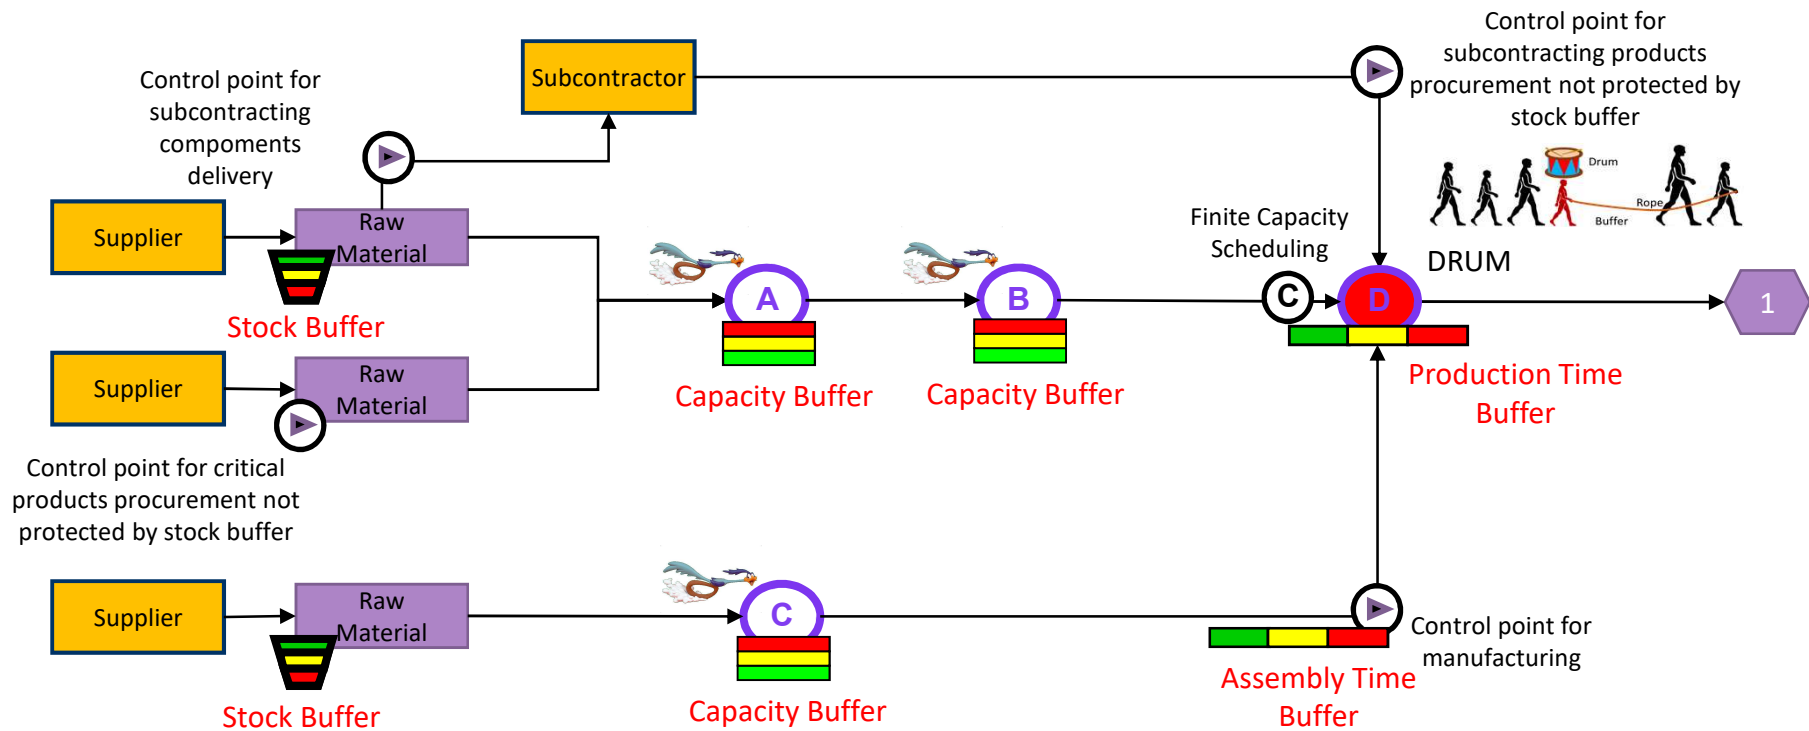 Control point for
subcontracting products
procurement not protected by
stock buffer
Control point for
subcontracting
compoments
delivery
Subcontractor
Drum
Rope
Buffer
Supplier
Raw
Material
Stock Buffer
Finite Capacity
Scheduling
DRUM
A
B
C
D
1
Capacity Buffer
Capacity Buffer
Production Time
Buffer
Supplier
Raw
Material
Control point for critical
products procurement not
protected by stock buffer
Supplier
Raw
Material
Stock Buffer
C
Capacity Buffer
Control point for
manufacturing
Assembly Time
Buffer